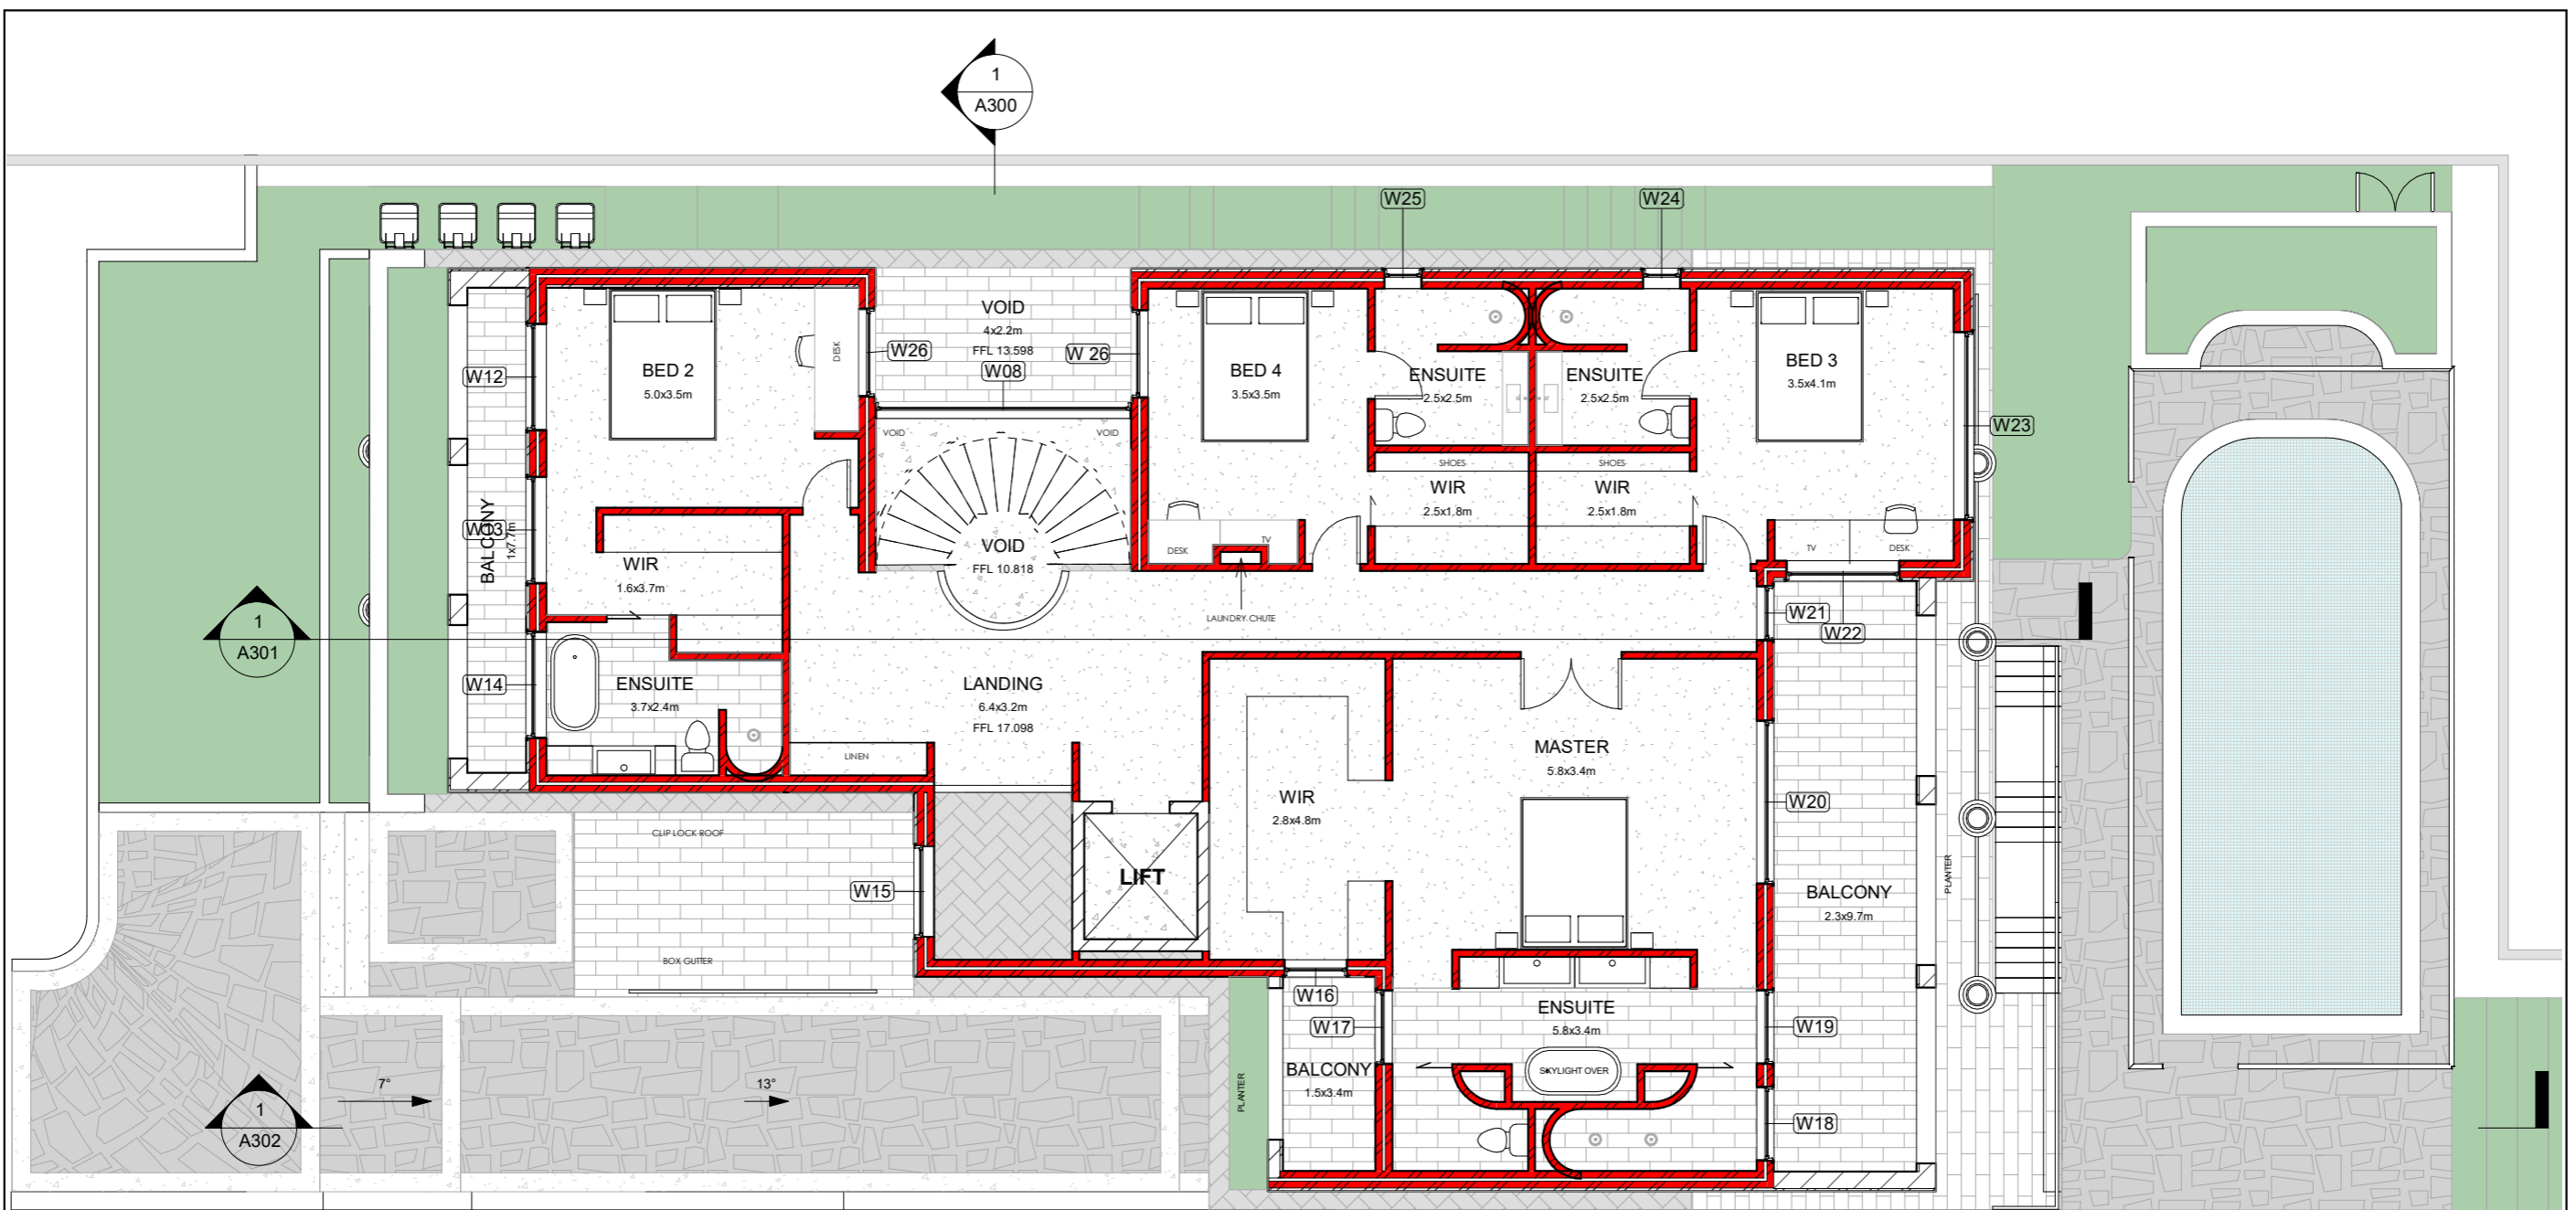 1
A300
W25
W24
VOID
4x2.2m
FFL 13.598
W26
W 26
W08
BED 2
5.0x3.5m
DESK
W12
BED 4
3.5x3.5m
ENSUITE
2.5x2.5m
ENSUITE
2.5x2.5m
BED 3
3.5x4.1m
W23
VOID
VOID
SHOES
SHOES
WIR
2.5x1.8m
WIR
2.5x1.8m
W13
BALCONY
1x7.7m
VOID
FFL 10.818
DESK
TV
TV
DESK
WIR
1.6x3.7m
LAUNDRY CHUTE
W21
W22
1
A301
W14
ENSUITE
3.7x2.4m
LANDING
6.4x3.2m
FFL 17.098
LINEN
MASTER
5.8x3.4m
WIR
2.8x4.8m
W20
CLIP LOCK ROOF
LIFT
W15
BALCONY
2.3x9.7m
PLANTER
BOX GUTTER
W16
W17
ENSUITE
5.8x3.4m
W19
BALCONY
1.5x3.4m
SKYLIGHT OVER
PLANTER
7°
13°
1
A302
W18